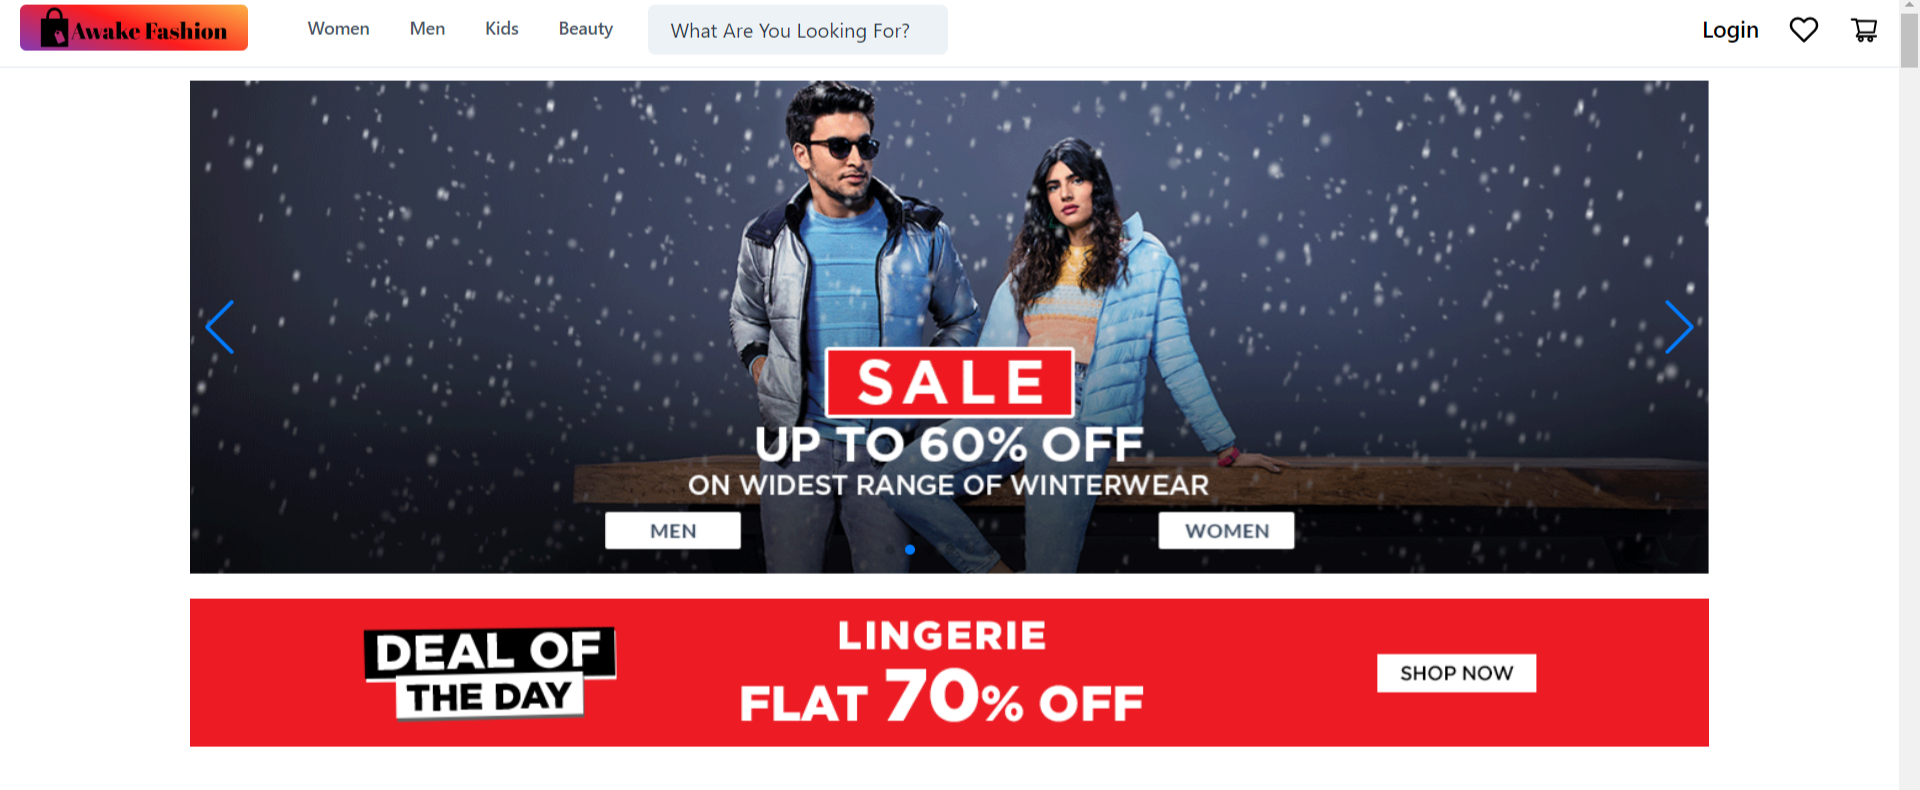 Awake Fashion
Women
Men
Kids
Beauty
What Are You Looking For?
Login
SALE
UP TO 60% OFF
ON WIDEST RANGE OF WINTERWEAR
MEN
WOMEN
DEAL OF
THE DAY
LINGERIE
FLAT 70% OFF
SHOP NOW